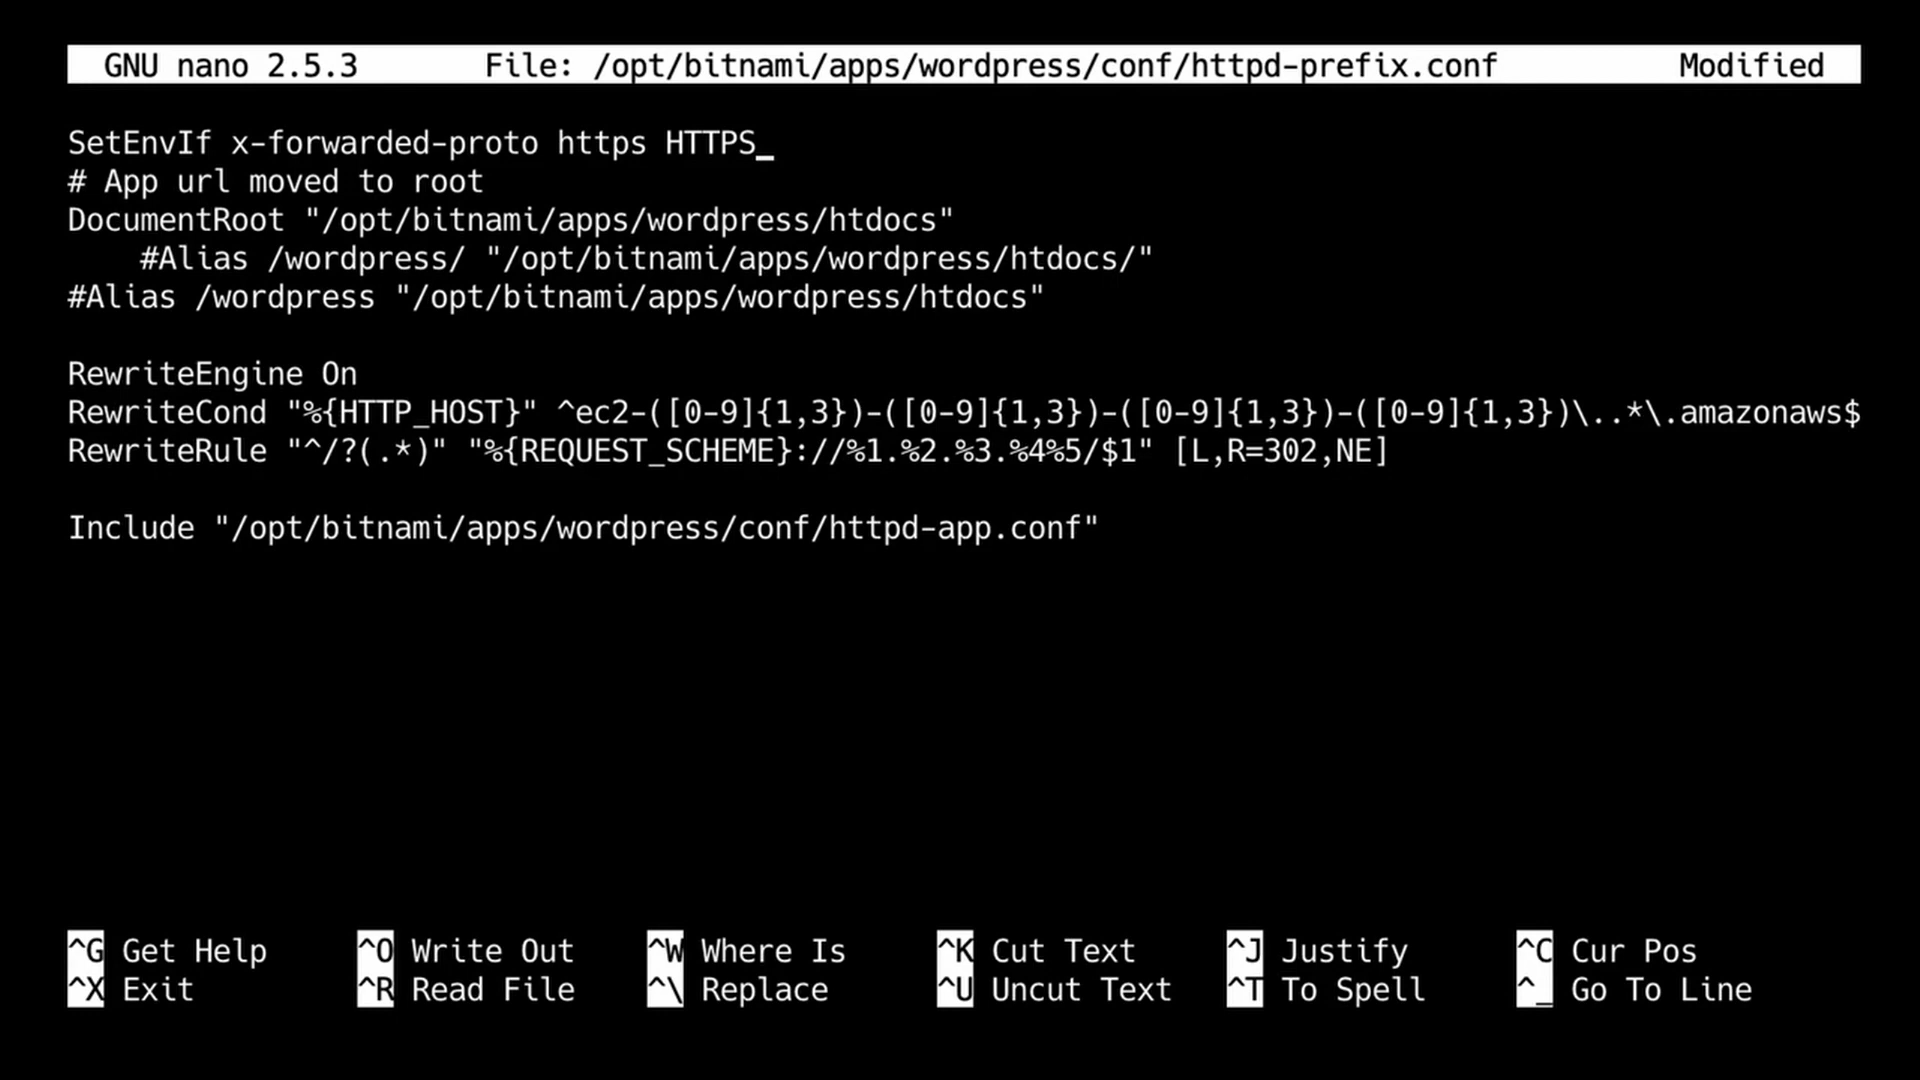 GNU nano 2.5.3 File: /opt/bitnami/apps/wordpress/conf/httpd-prefix.conf Modified
SetEnvIf x-forwarded-proto https HTTPS_
# App url moved to root
DocumentRoot "/opt/bitnami/apps/wordpress/htdocs"
    #Alias /wordpress/ "/opt/bitnami/apps/wordpress/htdocs/"
#Alias /wordpress "/opt/bitnami/apps/wordpress/htdocs"
RewriteEngine On
RewriteCond "%{HTTP_HOST}" ^ec2-([0-9]{1,3})-([0-9]{1,3})-([0-9]{1,3})-([0-9]{1,3})\..*\.amazonaws$
RewriteRule "^/?(.*)" "%{REQUEST_SCHEME}://%1.%2.%3.%4%5/$1" [L,R=302,NE]
Include "/opt/bitnami/apps/wordpress/conf/httpd-app.conf"
^G Get Help ^O Write Out ^W Where Is ^K Cut Text ^J Justify ^C Cur Pos
^X Exit ^R Read File ^\ Replace ^U Uncut Text ^T To Spell ^_ Go To Line